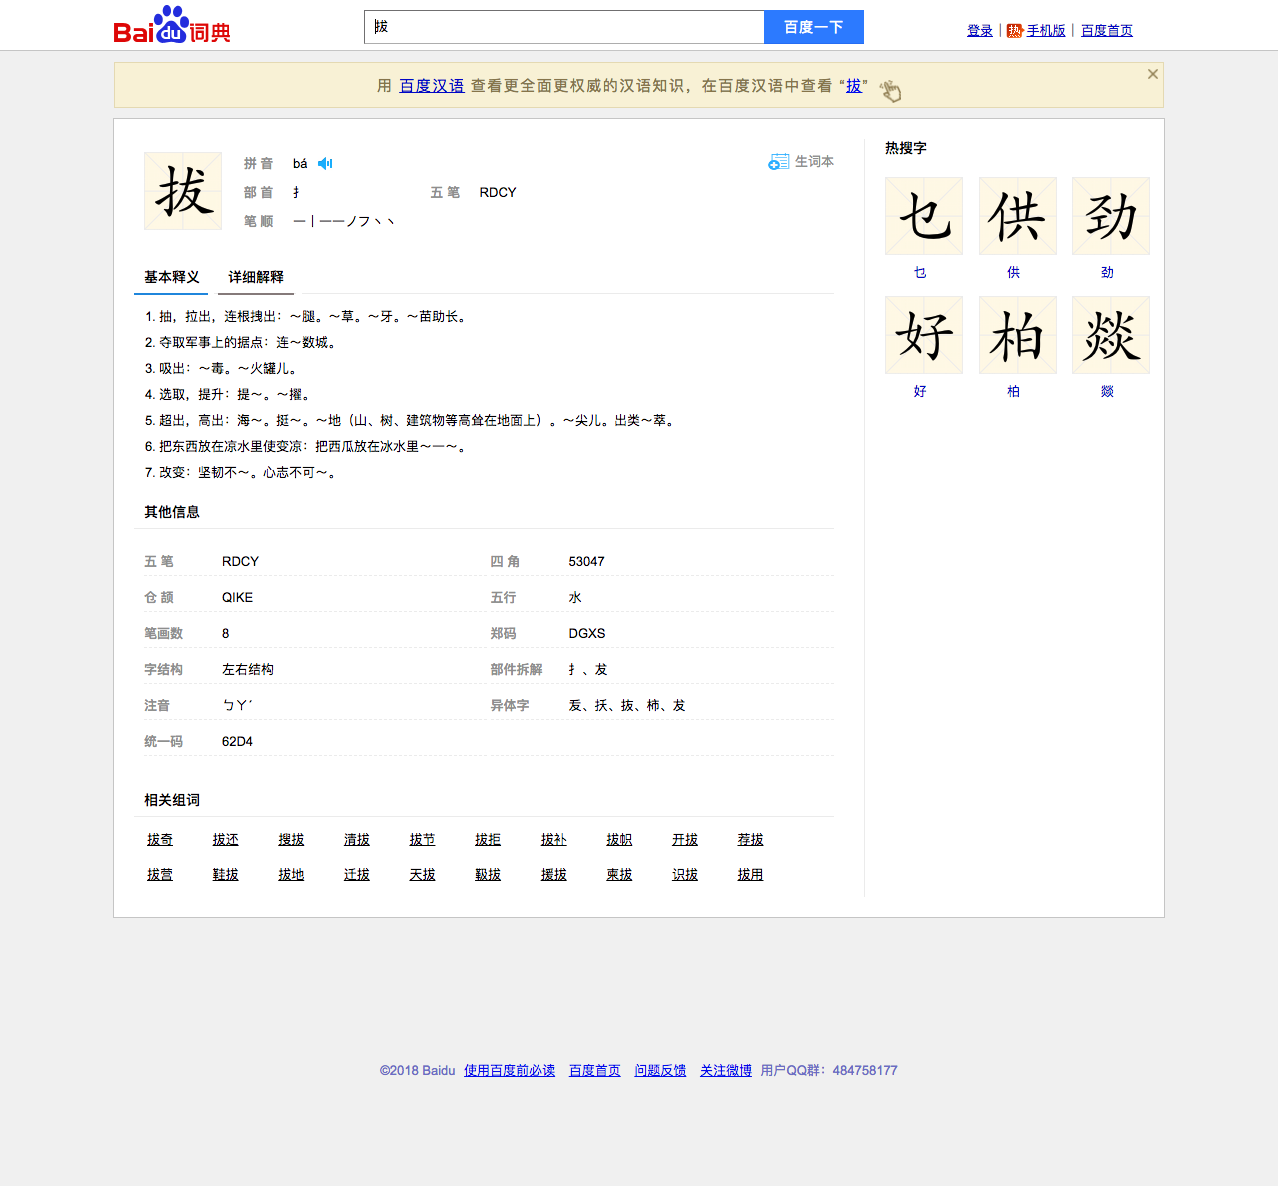 Baidu词典
拔
百度一下
登录 | 热 手机版 | 百度首页
用 百度汉语 查看更全面更权威的汉语知识，在百度汉语中查看 “拔”
拔
拼 音 bá
生词本
部 首 扌 五 笔 RDCY
笔 顺 一丨一一ノフヽヽ
基本释义 详细解释
1. 抽，拉出，连根拽出：～腿。～草。～牙。～苗助长。
2. 夺取军事上的据点：连～数城。
3. 吸出：～毒。～火罐儿。
4. 选取，提升：提～。～擢。
5. 超出，高出：海～。挺～。～地（山、树、建筑物等高耸在地面上）。～尖儿。出类～萃。
6. 把东西放在凉水里使变凉：把西瓜放在冰水里～一～。
7. 改变：坚韧不～。心志不可～。
其他信息
五 笔 RDCY 四 角 53047
仓 颉 QIKE 五行 水
笔画数 8 郑码 DGXS
字结构 左右结构 部件拆解 扌、犮
注音 ㄅㄚˊ 异体字
统一码 62D4
相关组词
拔奇 拔还 搜拔 清拔 拔节 拔拒 拔补 拔帜 开拔 荐拔
拔营 鞋拔 拔地 迁拔 天拔 赽拔 援拔 柬拔 识拔 拔用
热搜字
乜 供 劲
乜 供 劲
好 柏 燚
好 柏 燚
©2018 Baidu 使用百度前必读 百度首页 问题反馈 关注微博 用户QQ群：484758177